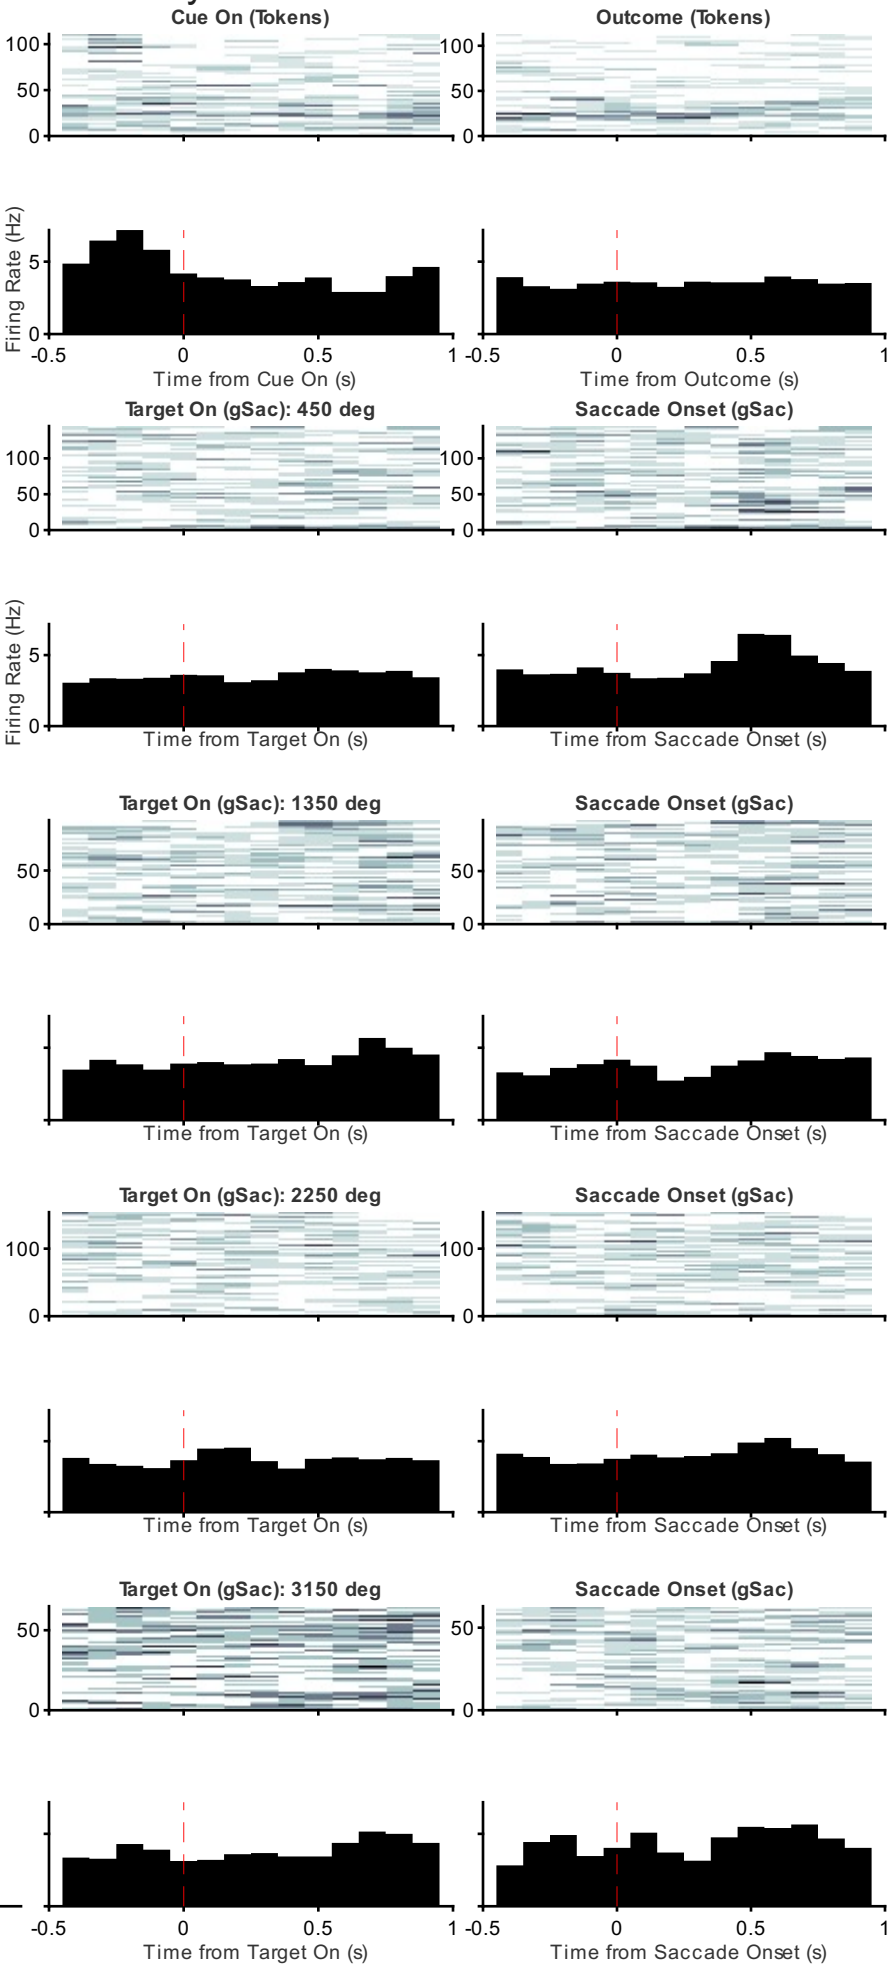 Cue On (Tokens) Outcome (Tokens)
100 100
50 50
0 0
Firing Rate (Hz)
5
0
-0.5 0 0.5 1 -0.5 0 0.5 1
Time from Cue On (s) Time from Outcome (s)
Target On (gSac): 450 deg Saccade Onset (gSac)
100 100
50 50
0 0
Firing Rate (Hz)
5
0
Time from Target On (s) Time from Saccade Onset (s)
Target On (gSac): 1350 deg Saccade Onset (gSac)
50 50
0 0
Time from Target On (s) Time from Saccade Onset (s)
Target On (gSac): 2250 deg Saccade Onset (gSac)
100 100
0 0
Time from Target On (s) Time from Saccade Onset (s)
Target On (gSac): 3150 deg Saccade Onset (gSac)
50 50
0 0
-0.5 0 0.5 1 -0.5 0 0.5 1
Time from Target On (s) Time from Saccade Onset (s)